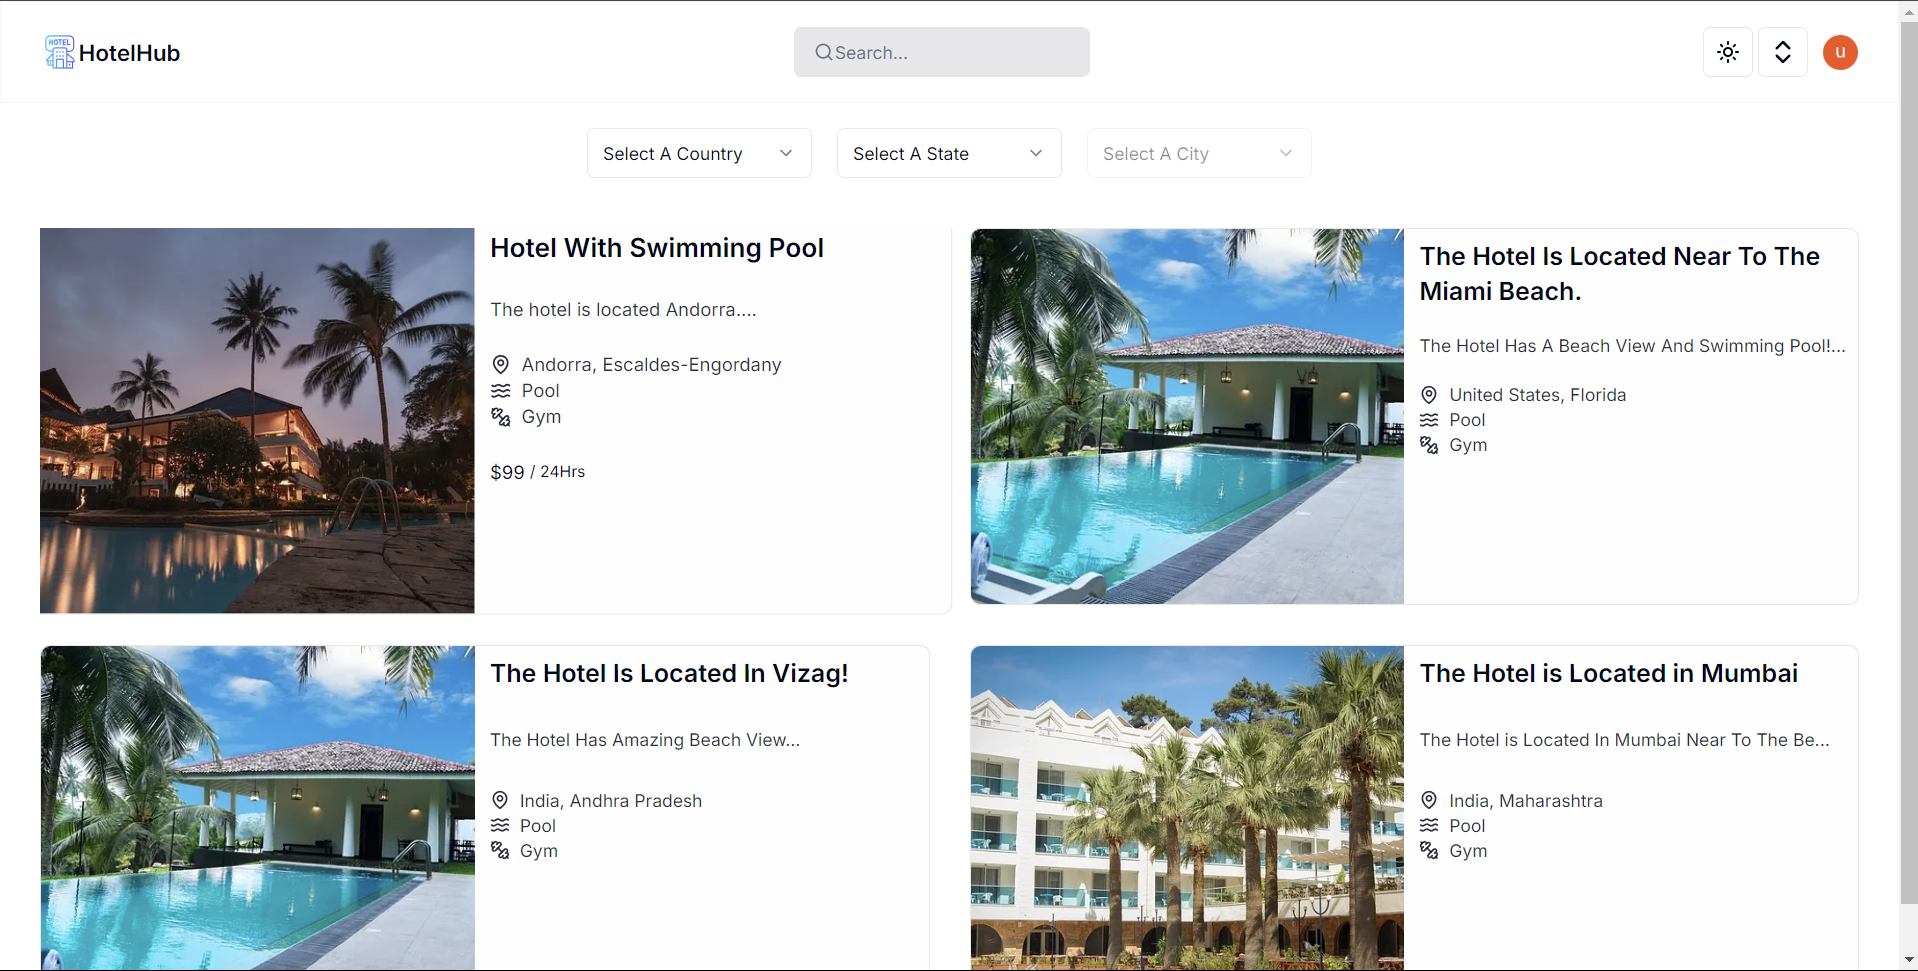 HOTEL
HotelHub
Search...
u
Select A Country
Select A State
Select A City
Hotel With Swimming Pool
The hotel is located Andorra....
Andorra, Escaldes-Engordany
Pool
Gym
$99 / 24Hrs
The Hotel Is Located Near To The
Miami Beach.
The Hotel Has A Beach View And Swimming Pool!...
United States, Florida
Pool
Gym
The Hotel Is Located In Vizag!
The Hotel Has Amazing Beach View...
India, Andhra Pradesh
Pool
Gym
The Hotel is Located in Mumbai
The Hotel is Located In Mumbai Near To The Be...
India, Maharashtra
Pool
Gym